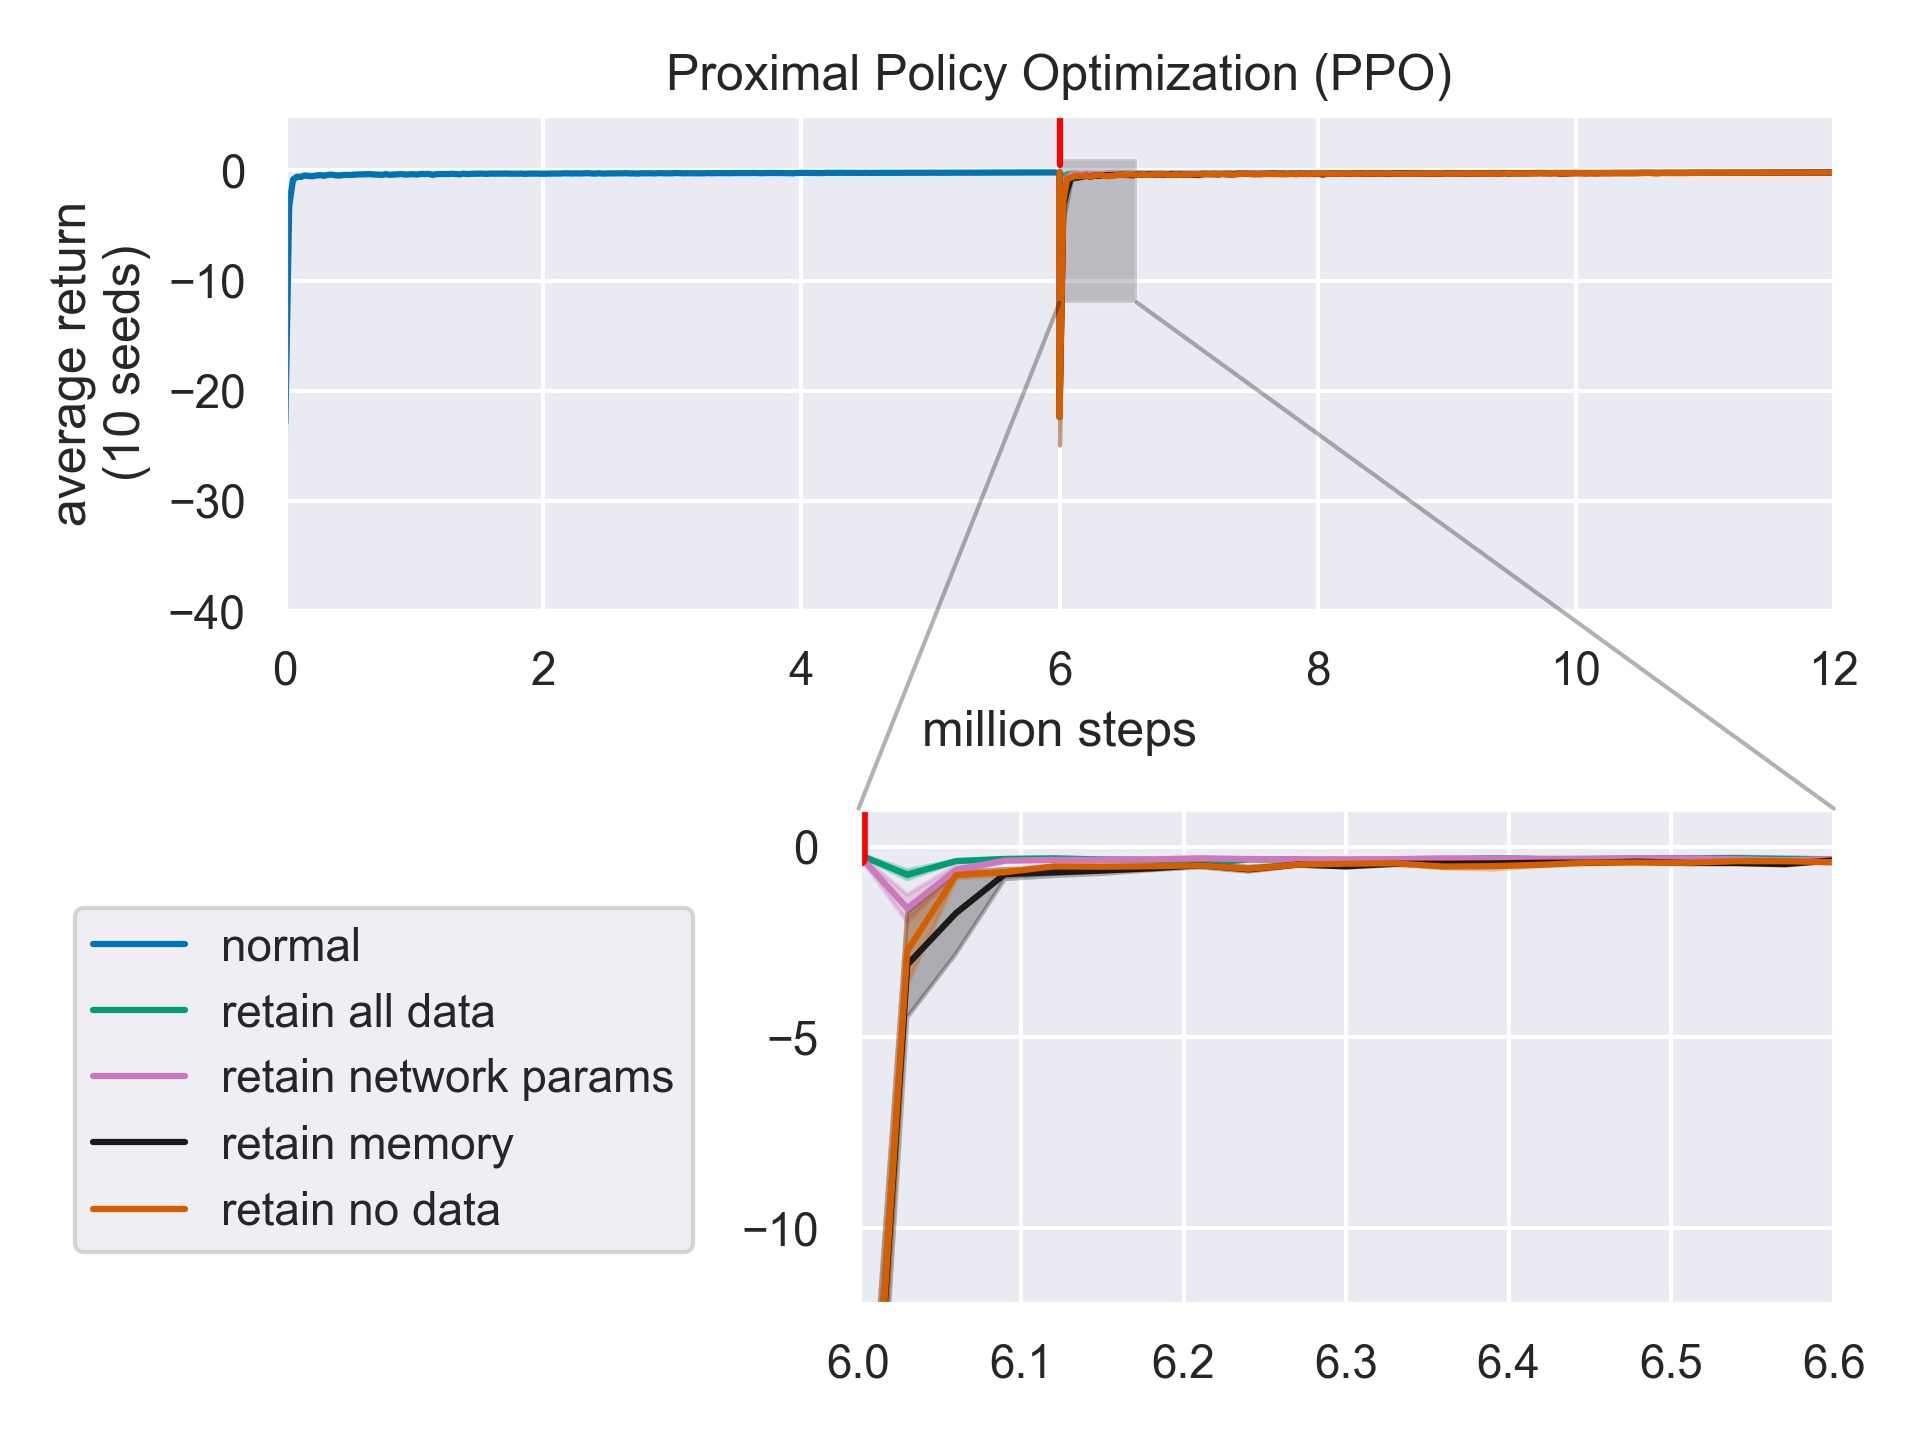 Proximal Policy Optimization (PPO)
average return
(10 seeds)
0
−10
−20
−30
−40
0 2 4 6 8 10 12
million steps
0
−5
−10
6.0 6.1 6.2 6.3 6.4 6.5 6.6
normal
retain all data
retain network params
retain memory
retain no data